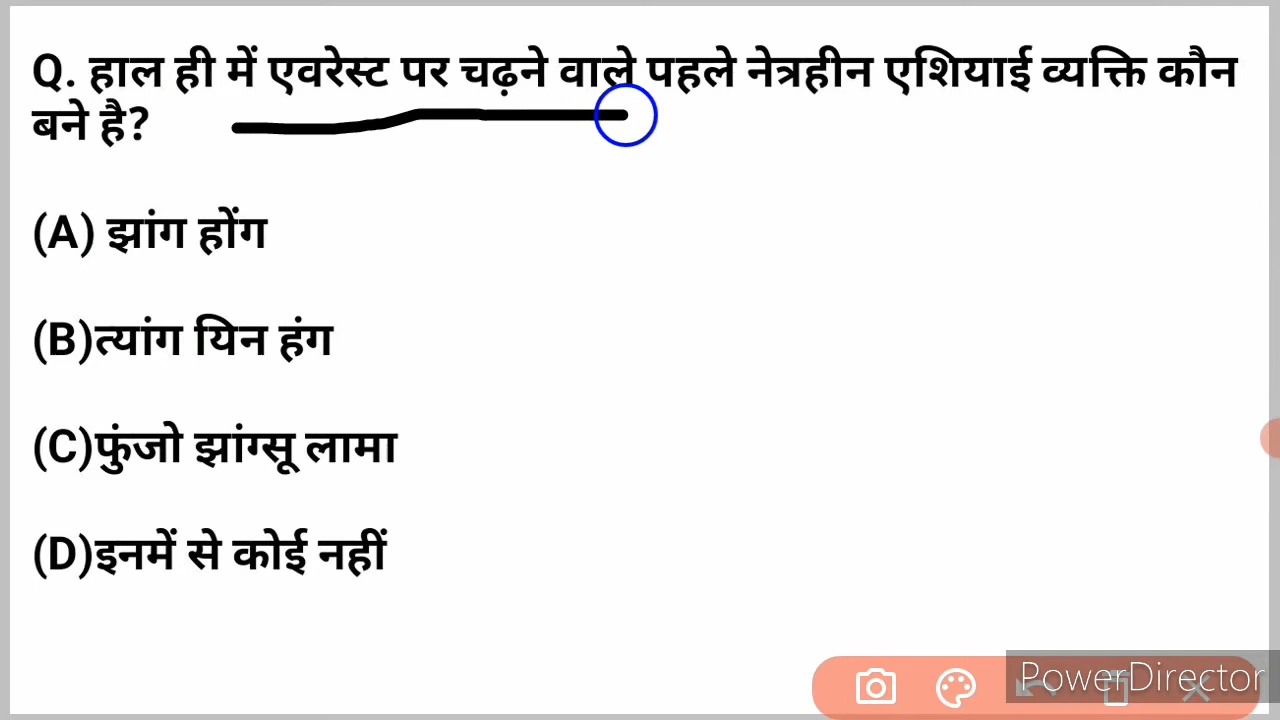 Q. हाल ही में एवरेस्ट पर चढ़ने वाले पहले नेत्रहीन एशियाई व्यक्ति कौन
बने है?
(A) झांग होंग
(B)त्यांग यिन हंग
(C)फुंजो झांग्सू लामा
(D)इनमें से कोई नहीं
PowerDirector